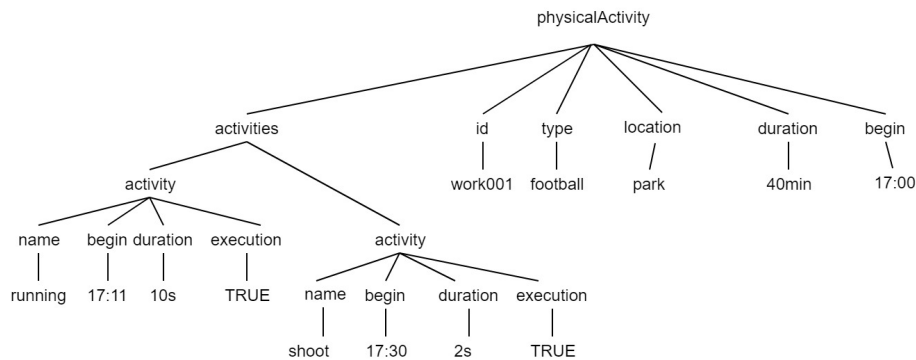 physicalActivity
activities id type location duration begin
work001 football park 40min 17:00
activity
name begin duration execution
activity
running 17:11 10s TRUE
name begin duration execution
shoot 17:30 2s TRUE